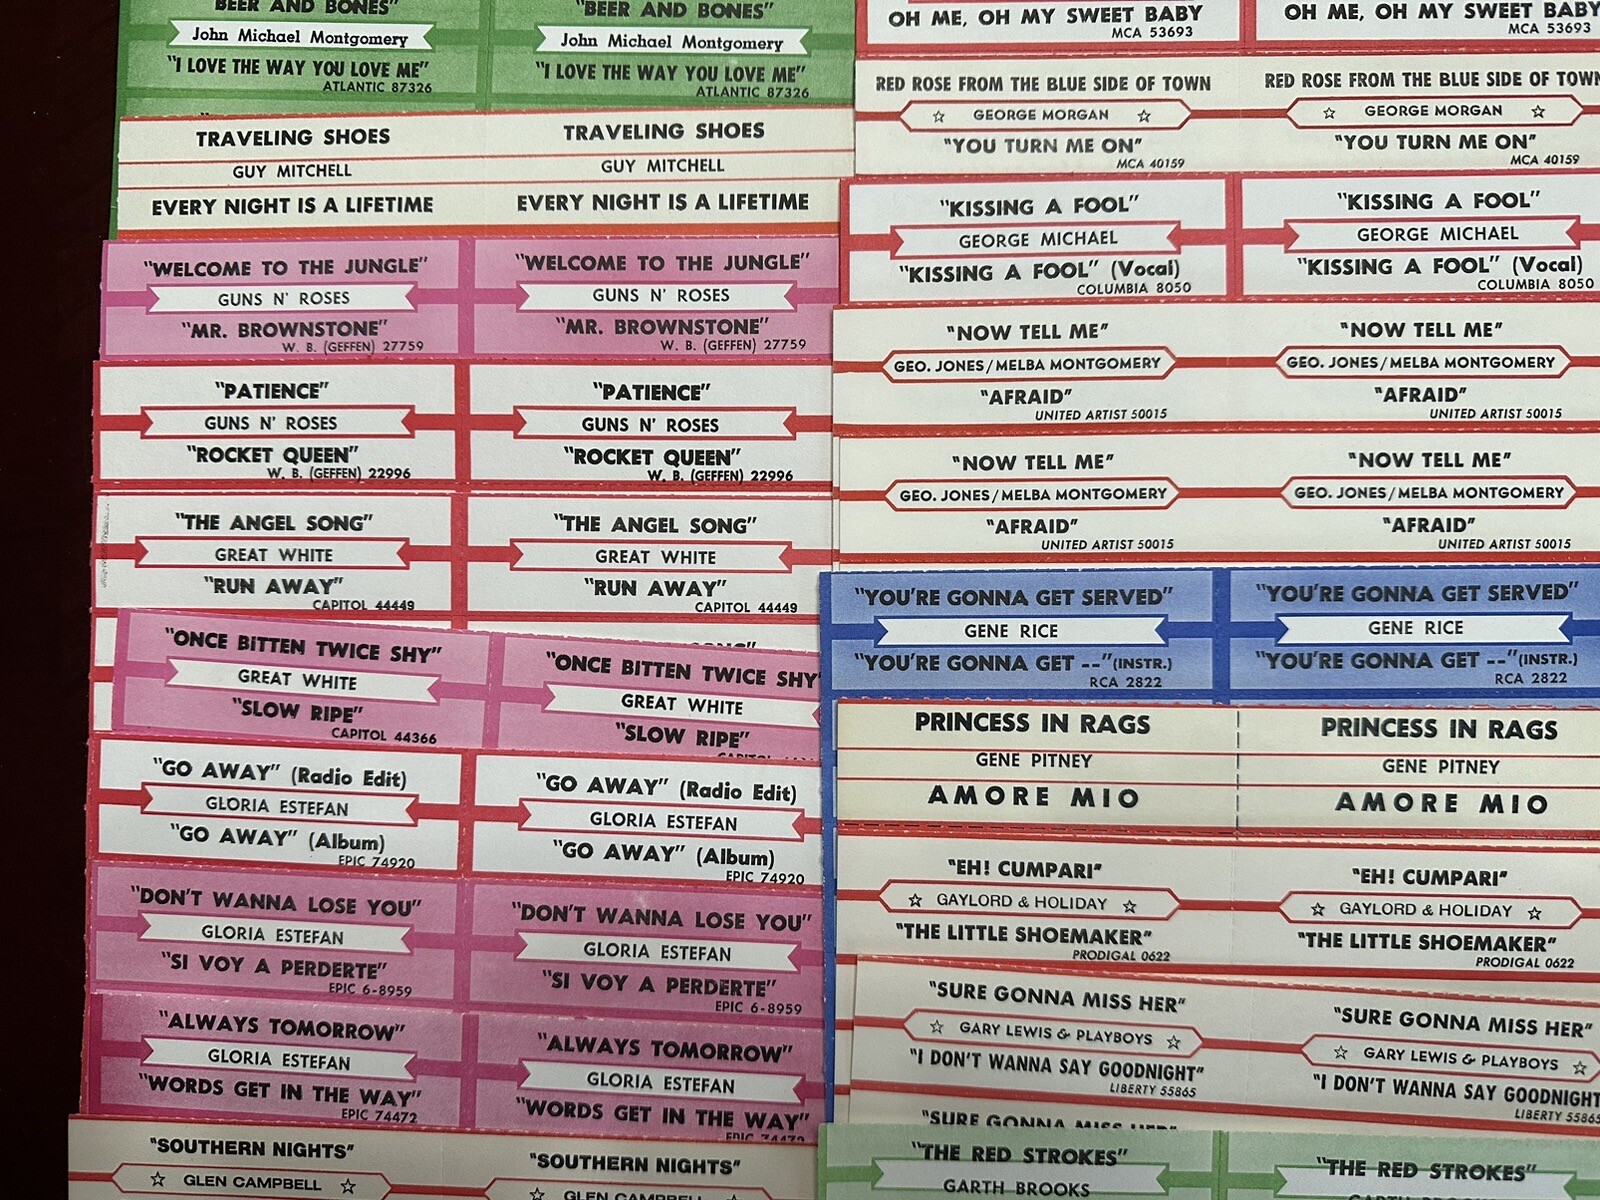 "BEER AND BONES"
John Michael Montgomery
"I LOVE THE WAY YOU LOVE ME"
ATLANTIC 87326
"BEER AND BONES"
John Michael Montgomery
"I LOVE THE WAY YOU LOVE ME"
ATLANTIC 87326
TRAVELING SHOES
GUY MITCHELL
EVERY NIGHT IS A LIFETIME
TRAVELING SHOES
GUY MITCHELL
EVERY NIGHT IS A LIFETIME
"WELCOME TO THE JUNGLE"
GUNS N' ROSES
"MR. BROWNSTONE"
W. B. (GEFFEN) 27759
"WELCOME TO THE JUNGLE"
GUNS N' ROSES
"MR. BROWNSTONE"
W. B. (GEFFEN) 27759
"PATIENCE"
GUNS N' ROSES
"ROCKET QUEEN"
W. B. (GEFFEN) 22996
"PATIENCE"
GUNS N' ROSES
"ROCKET QUEEN"
W. B. (GEFFEN) 22996
"THE ANGEL SONG"
GREAT WHITE
"RUN AWAY"
CAPITOL 44449
"THE ANGEL SONG"
GREAT WHITE
"RUN AWAY"
CAPITOL 44449
"ONCE BITTEN TWICE SHY"
GREAT WHITE
"SLOW RIPE"
CAPITOL 44366
"ONCE BITTEN TWICE SHY"
GREAT WHITE
"SLOW RIPE"
"GO AWAY" (Radio Edit)
GLORIA ESTEFAN
"GO AWAY" (Album)
EPIC 74920
"GO AWAY" (Radio Edit)
GLORIA ESTEFAN
"GO AWAY" (Album)
EPIC 74920
"DON'T WANNA LOSE YOU"
GLORIA ESTEFAN
"SI VOY A PERDERTE"
EPIC 6-8959
"DON'T WANNA LOSE YOU"
GLORIA ESTEFAN
"SI VOY A PERDERTE"
EPIC 6-8959
"ALWAYS TOMORROW"
GLORIA ESTEFAN
"WORDS GET IN THE WAY"
EPIC 74472
"ALWAYS TOMORROW"
GLORIA ESTEFAN
"WORDS GET IN THE WAY"
EPIC 74472
"SOUTHERN NIGHTS"
☆ GLEN CAMPBELL ☆
"SOUTHERN NIGHTS"
☆ GLEN CAMPBELL ☆
OH ME, OH MY SWEET BABY
MCA 53693
OH ME, OH MY SWEET BABY
MCA 53693
RED ROSE FROM THE BLUE SIDE OF TOWN
☆ GEORGE MORGAN ☆
"YOU TURN ME ON"
MCA 40159
RED ROSE FROM THE BLUE SIDE OF TOWN
☆ GEORGE MORGAN ☆
"YOU TURN ME ON"
MCA 40159
"KISSING A FOOL"
GEORGE MICHAEL
"KISSING A FOOL" (Vocal)
COLUMBIA 8050
"KISSING A FOOL"
GEORGE MICHAEL
"KISSING A FOOL" (Vocal)
COLUMBIA 8050
"NOW TELL ME"
GEO. JONES/MELBA MONTGOMERY
"AFRAID"
UNITED ARTIST 50015
"NOW TELL ME"
GEO. JONES/MELBA MONTGOMERY
"AFRAID"
UNITED ARTIST 50015
"NOW TELL ME"
GEO. JONES/MELBA MONTGOMERY
"AFRAID"
UNITED ARTIST 50015
"NOW TELL ME"
GEO. JONES/MELBA MONTGOMERY
"AFRAID"
UNITED ARTIST 50015
"YOU'RE GONNA GET SERVED"
GENE RICE
"YOU'RE GONNA GET --"(INSTR.)
RCA 2822
"YOU'RE GONNA GET SERVED"
GENE RICE
"YOU'RE GONNA GET --"(INSTR.)
RCA 2822
PRINCESS IN RAGS
GENE PITNEY
AMORE MIO
PRINCESS IN RAGS
GENE PITNEY
AMORE MIO
"EH! CUMPARI"
☆ GAYLORD & HOLIDAY ☆
"THE LITTLE SHOEMAKER"
PRODIGAL 0622
"EH! CUMPARI"
☆ GAYLORD & HOLIDAY ☆
"THE LITTLE SHOEMAKER"
PRODIGAL 0622
"SURE GONNA MISS HER"
☆ GARY LEWIS & PLAYBOYS ☆
"I DON'T WANNA SAY GOODNIGHT"
LIBERTY 55865
"SURE GONNA MISS HER"
☆ GARY LEWIS & PLAYBOYS ☆
"I DON'T WANNA SAY GOODNIGHT
LIBERTY 55865
"SURE GONNA MISS HER"
"THE RED STROKES"
GARTH BROOKS
"THE RED STROKES"
GARTH BROOKS